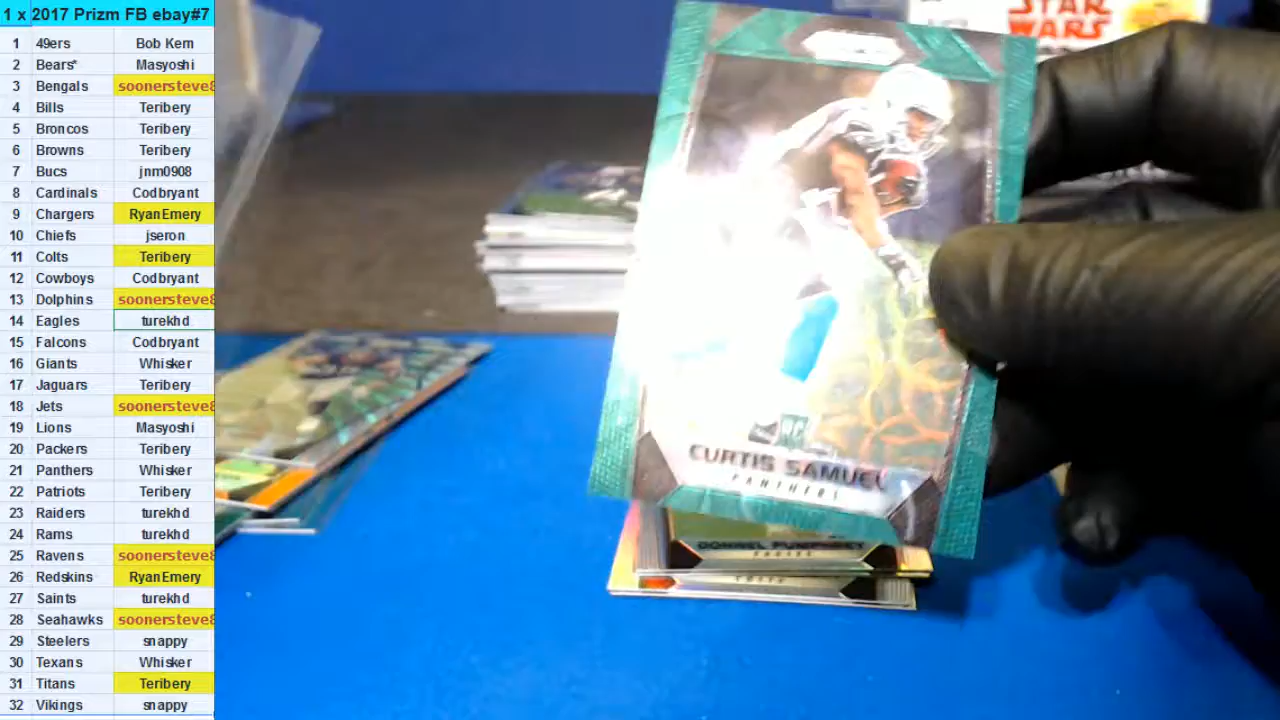 1 x 2017 Prizm FB ebay#7
1 49ers Bob Kem
2 Bears* Masyoshi
3 Bengals soonersteve8
4 Bills Teribery
5 Broncos Teribery
6 Browns Teribery
7 Bucs jnm0908
8 Cardinals Codbryant
9 Chargers RyanEmery
10 Chiefs jseron
11 Colts Teribery
12 Cowboys Codbryant
13 Dolphins soonersteve8
14 Eagles turekhd
15 Falcons Codbryant
16 Giants Whisker
17 Jaguars Teribery
18 Jets soonersteve8
19 Lions Masyoshi
20 Packers Teribery
21 Panthers Whisker
22 Patriots Teribery
23 Raiders turekhd
24 Rams turekhd
25 Ravens soonersteve8
26 Redskins RyanEmery
27 Saints turekhd
28 Seahawks soonersteve8
29 Steelers snappy
30 Texans Whisker
31 Titans Teribery
32 Vikings snappy
STAR
WARS
CURTIS SAMUEL
PANTHERS
DONNEL PUMPHREY
EAGLES
COLTS